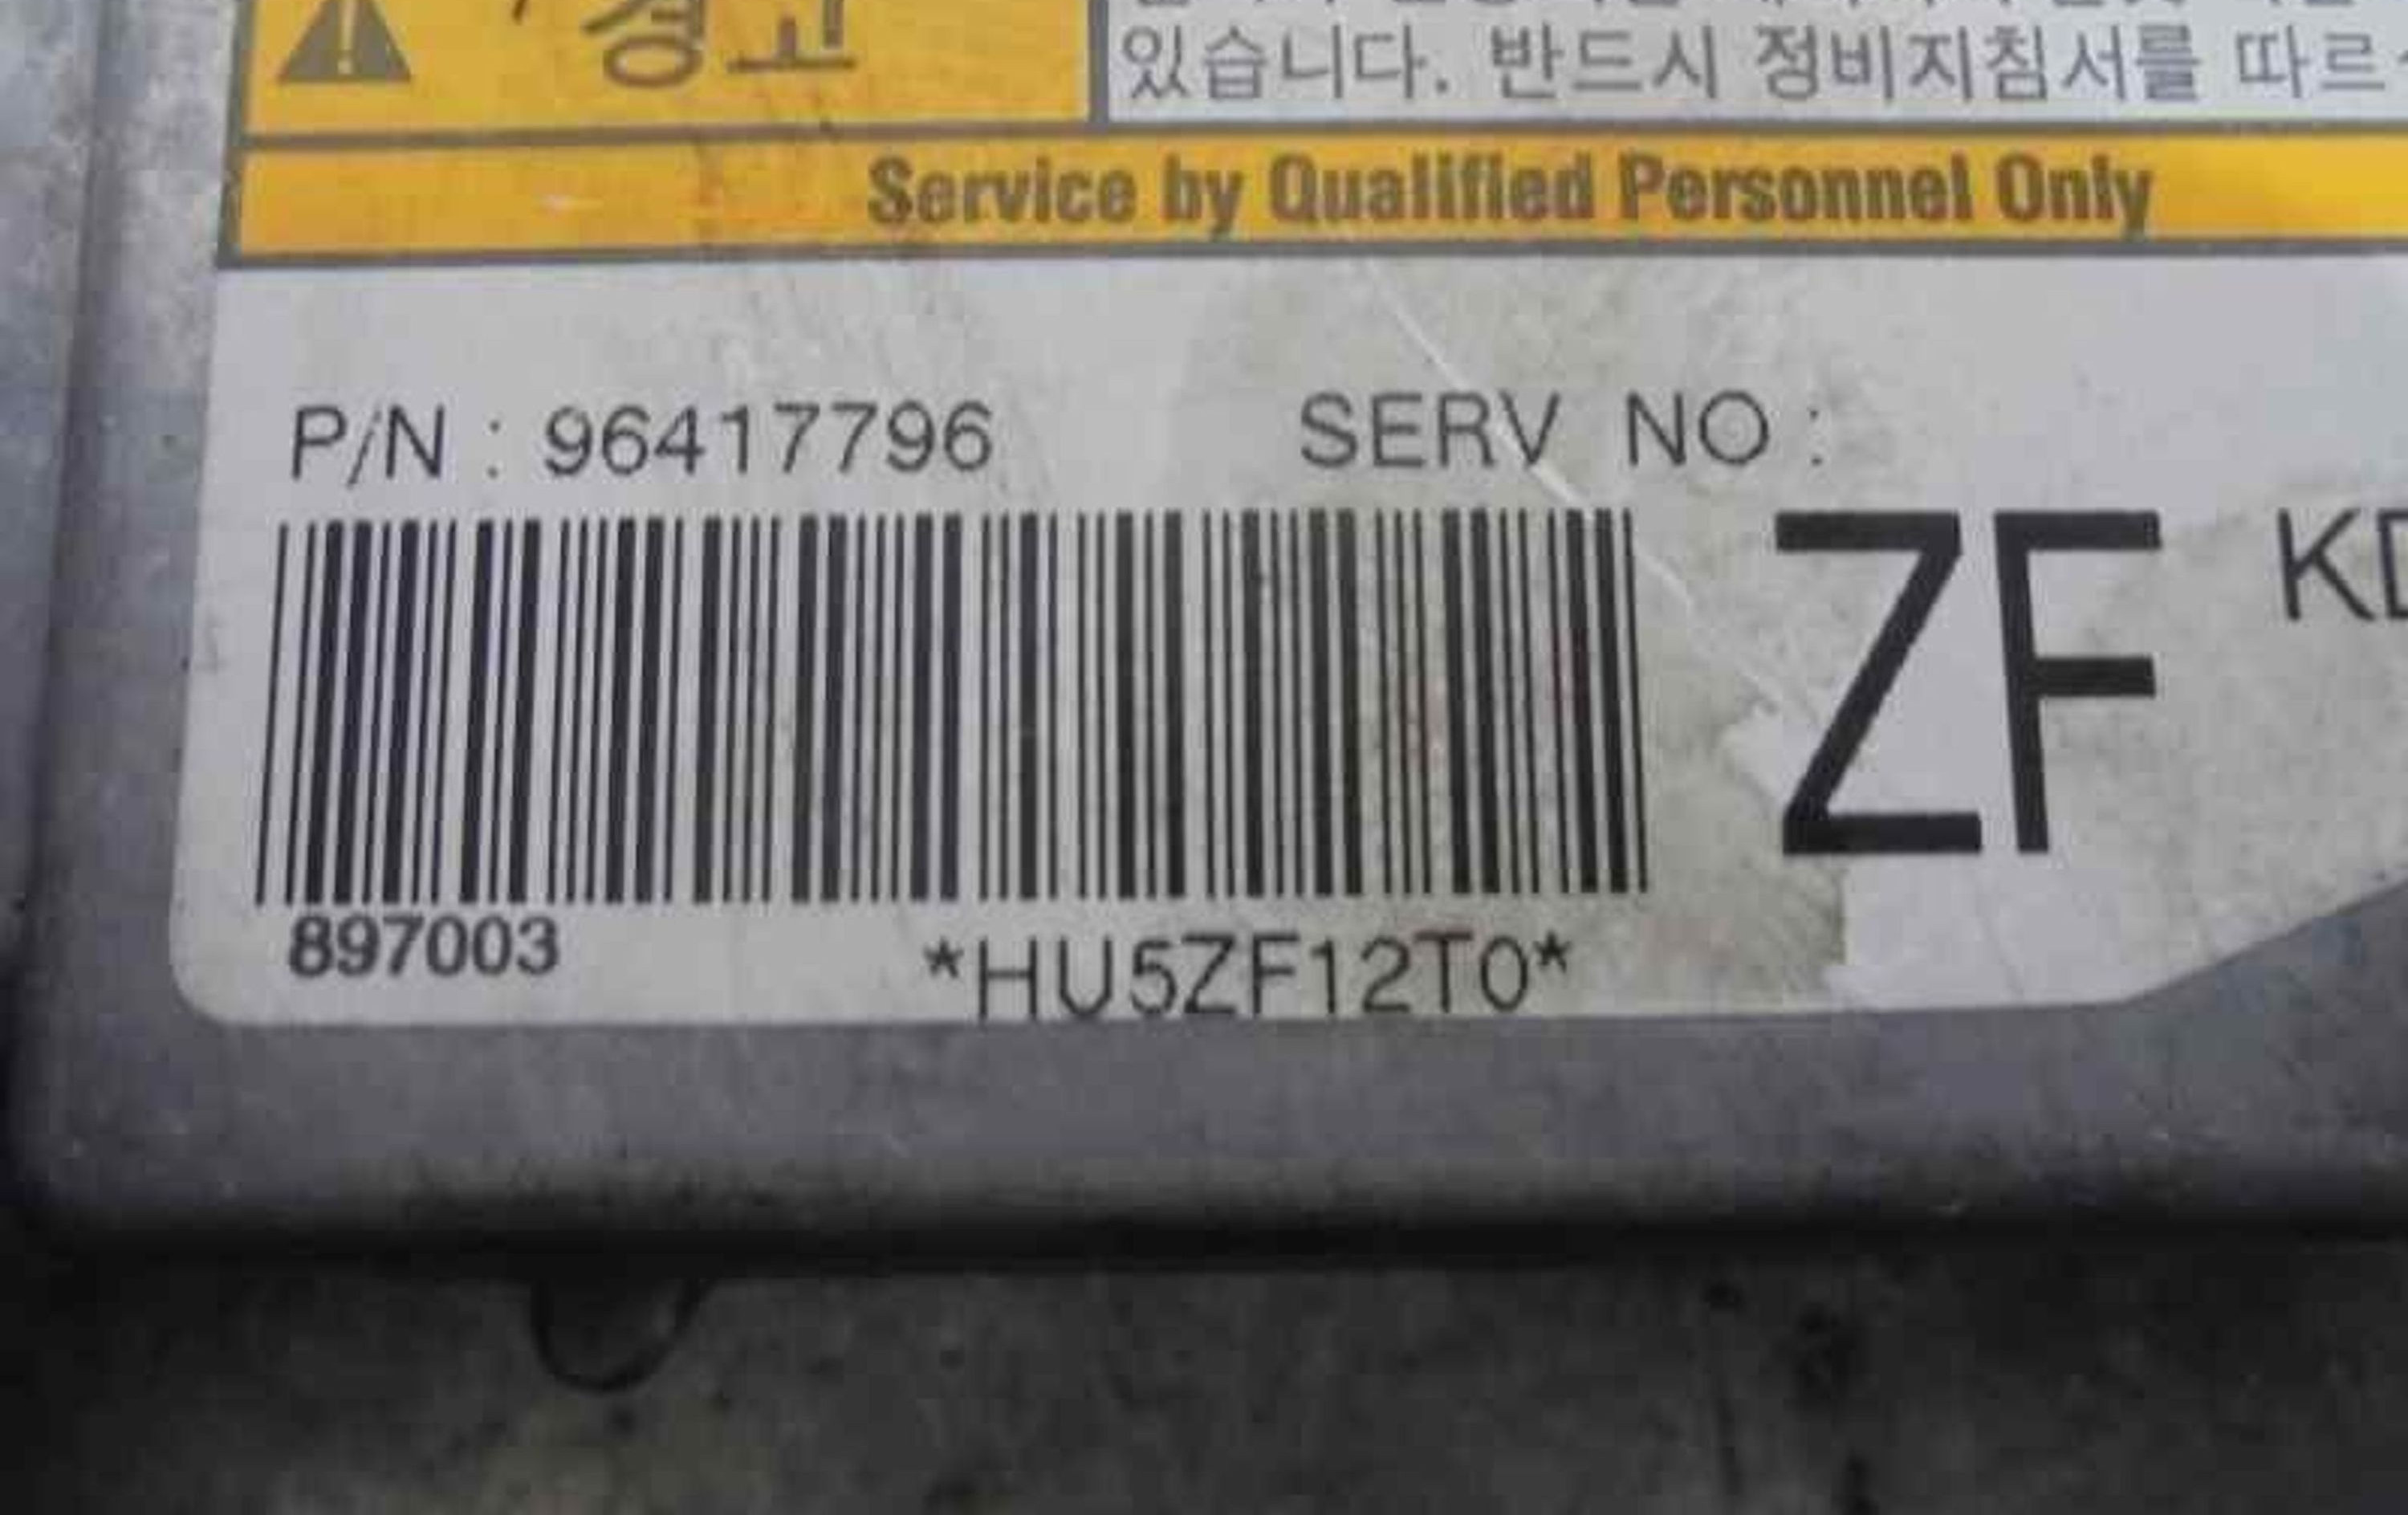 경고
있습니다. 반드시 정비지침서를 따르
Service by Qualified Personnel Only
P/N : 96417796 SERV NO :
ZF
897003 *HU5ZF12T0*